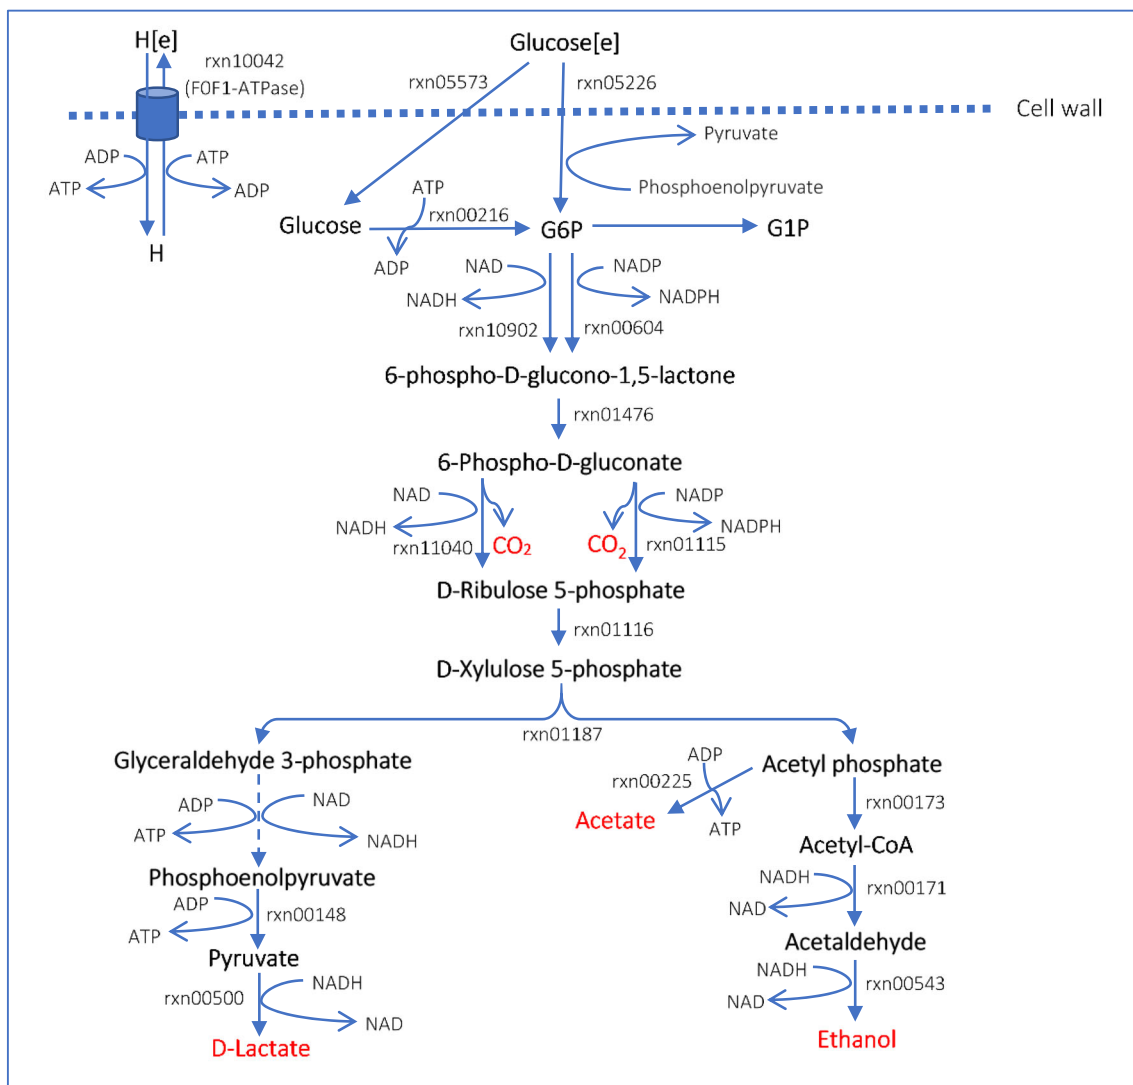 H[e]
rxn10042
(F0F1-ATPase)
Glucose[e]
rxn05573
rxn05226
Cell wall
ADP
ATP
ATP
ADP
H
Pyruvate
Phosphoenolpyruvate
Glucose
ATP
rxn00216
ADP
G6P
G1P
NAD
NADH
NADP
NADPH
rxn10902
rxn00604
6-phospho-D-glucono-1,5-lactone
rxn01476
6-Phospho-D-gluconate
NAD
NADH
NADP
NADPH
rxn11040
CO2
CO2
rxn01115
D-Ribulose 5-phosphate
rxn01116
D-Xylulose 5-phosphate
rxn01187
Glyceraldehyde 3-phosphate
ADP
ATP
NAD
NADH
Phosphoenolpyruvate
ADP
ATP
rxn00148
Pyruvate
rxn00500
NADH
NAD
D-Lactate
Acetyl phosphate
ADP
rxn00225
ATP
Acetate
rxn00173
Acetyl-CoA
NADH
NAD
rxn00171
Acetaldehyde
NADH
NAD
rxn00543
Ethanol